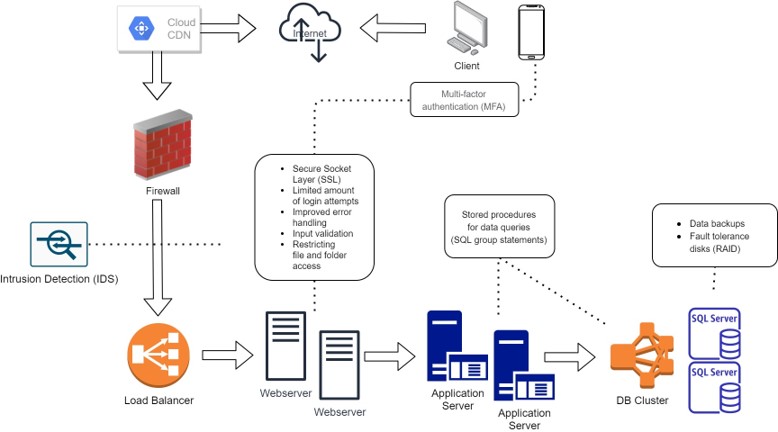 Cloud
CDN
Internet
Client
Multi-factor
authentication (MFA)
Firewall
• Secure Socket
Layer (SSL)
• Limited amount
of login attempts
• Improved error
handling
• Input validation
• Restricting
file and folder
access
Stored procedures
for data queries
(SQL group statements)
• Data backups
• Fault tolerance
disks (RAID)
Intrusion Detection (IDS)
SQL Server
SQL Server
Load Balancer
Webserver
Webserver
Application
Server
Application
Server
DB Cluster